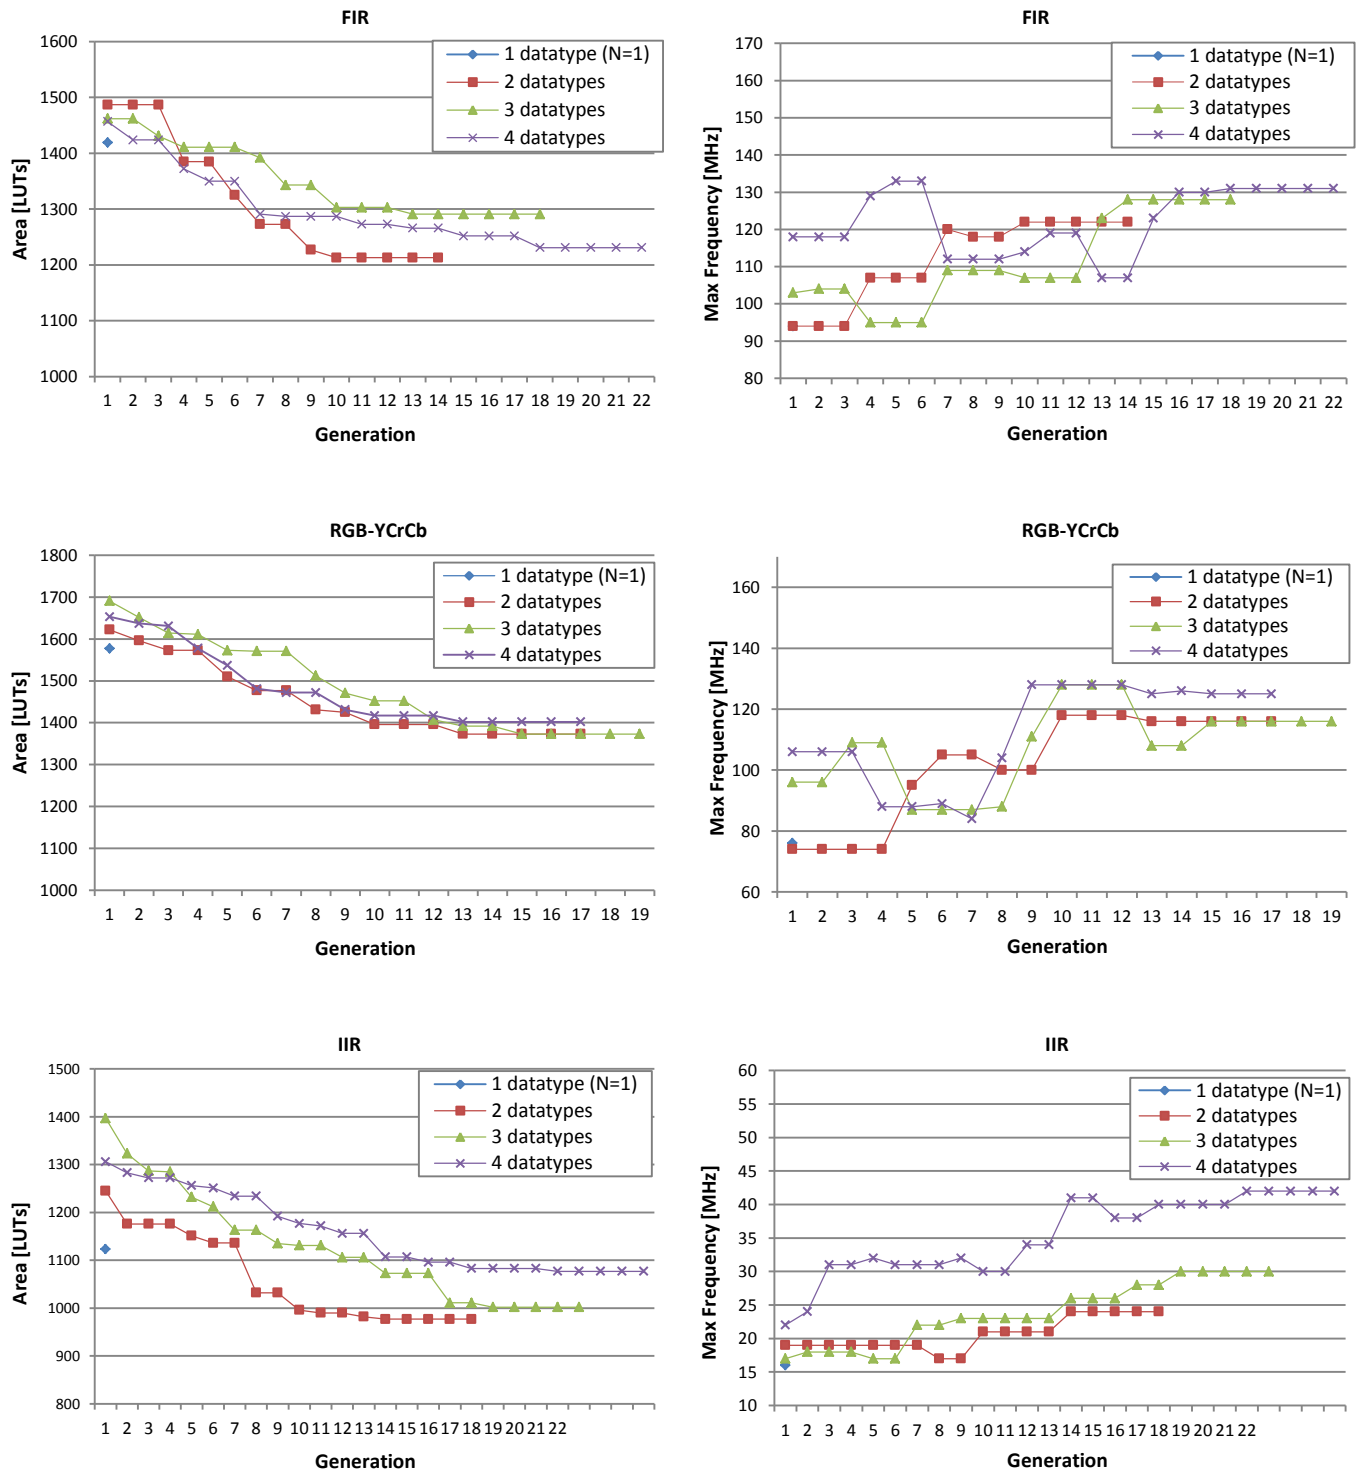 FIR
Area [LUTs]
1600
1500
1400
1300
1200
1100
1000
1 datatype (N=1)
2 datatypes
3 datatypes
4 datatypes
1 2 3 4 5 6 7 8 9 10 11 12 13 14 15 16 17 18 19 20 21 22
Generation
FIR
Max Frequency [MHz]
170
160
150
140
130
120
110
100
90
80
1 datatype (N=1)
2 datatypes
3 datatypes
4 datatypes
1 2 3 4 5 6 7 8 9 10 11 12 13 14 15 16 17 18 19 20 21 22
Generation
RGB-YCrCb
Area [LUTs]
1800
1700
1600
1500
1400
1300
1200
1100
1000
1 datatype (N=1)
2 datatypes
3 datatypes
4 datatypes
1 2 3 4 5 6 7 8 9 10 11 12 13 14 15 16 17 18 19
Generation
RGB-YCrCb
Max Frequency [MHz]
160
140
120
100
80
60
1 datatype (N=1)
2 datatypes
3 datatypes
4 datatypes
1 2 3 4 5 6 7 8 9 10 11 12 13 14 15 16 17 18 19
Generation
IIR
Area [LUTs]
1500
1400
1300
1200
1100
1000
900
800
1 datatype (N=1)
2 datatypes
3 datatypes
4 datatypes
1 2 3 4 5 6 7 8 9 10 11 12 13 14 15 16 17 18 19 20 21 22
Generation
IIR
Max Frequency [MHz]
60
55
50
45
40
35
30
25
20
15
10
1 datatype (N=1)
2 datatypes
3 datatypes
4 datatypes
1 2 3 4 5 6 7 8 9 10 11 12 13 14 15 16 17 18 19 20 21 22
Generation